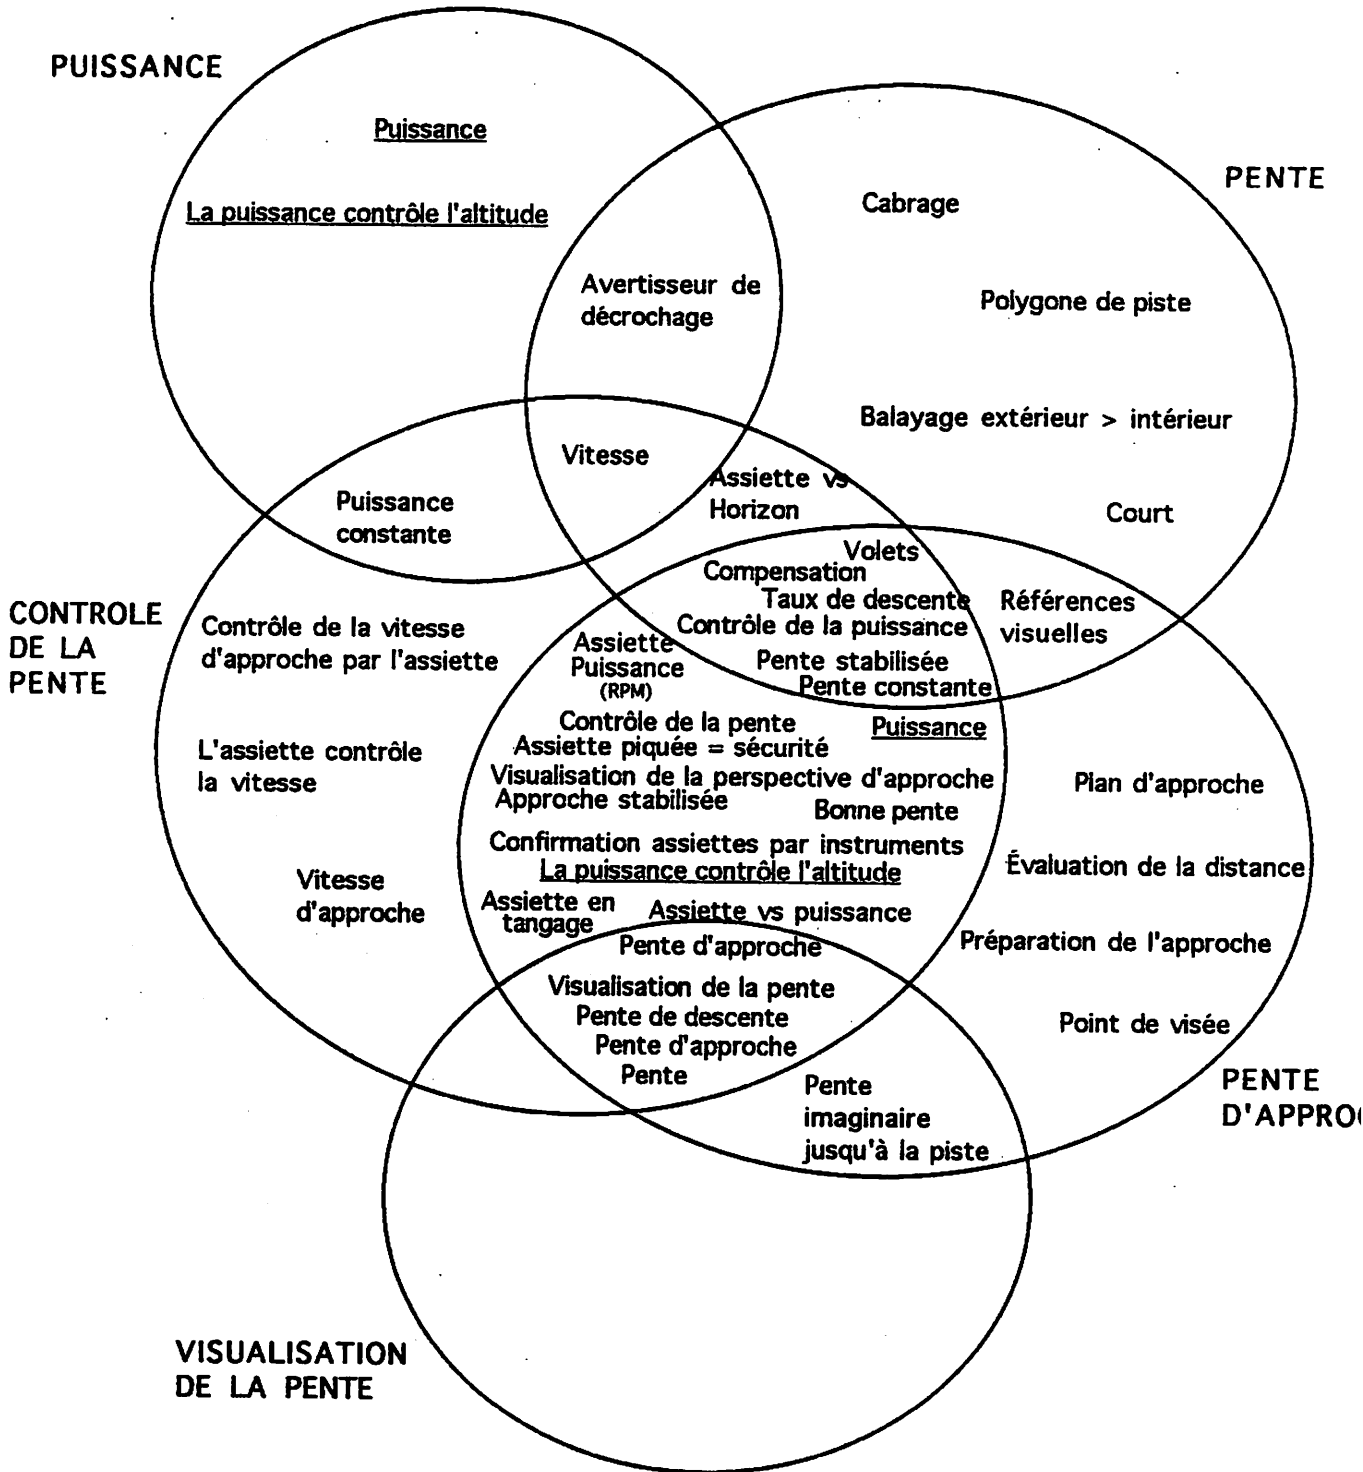 PUISSANCE
Puissance
La puissance contrôle l'altitude
PENTE
Cabrage
Polygone de piste
Avertisseur de
décrochage
Balayage extérieur > intérieur
Vitesse
Assiette vs
Horizon
Court
Puissance
constante
Volets
Compensation
Taux de descente
Contrôle de la puissance
Pente stabilisée
Pente constante
Références
visuelles
CONTROLE
DE LA
PENTE
Contrôle de la vitesse
d'approche par l'assiette
Assiette
Puissance
(RPM)
Contrôle de la pente
Puissance
Assiette piquée = sécurité
L'assiette contrôle
la vitesse
Visualisation de la perspective d'approche
Approche stabilisée
Bonne pente
Plan d'approche
Confirmation assiettes par instruments
La puissance contrôle l'altitude
Évaluation de la distance
Vitesse
d'approche
Assiette en
tangage
Assiette vs puissance
Pente d'approche
Préparation de l'approche
Visualisation de la pente
Pente de descente
Pente d'approche
Pente
Point de visée
Pente
imaginaire
jusqu'à la piste
PENTE
D'APPRO
VISUALISATION
DE LA PENTE